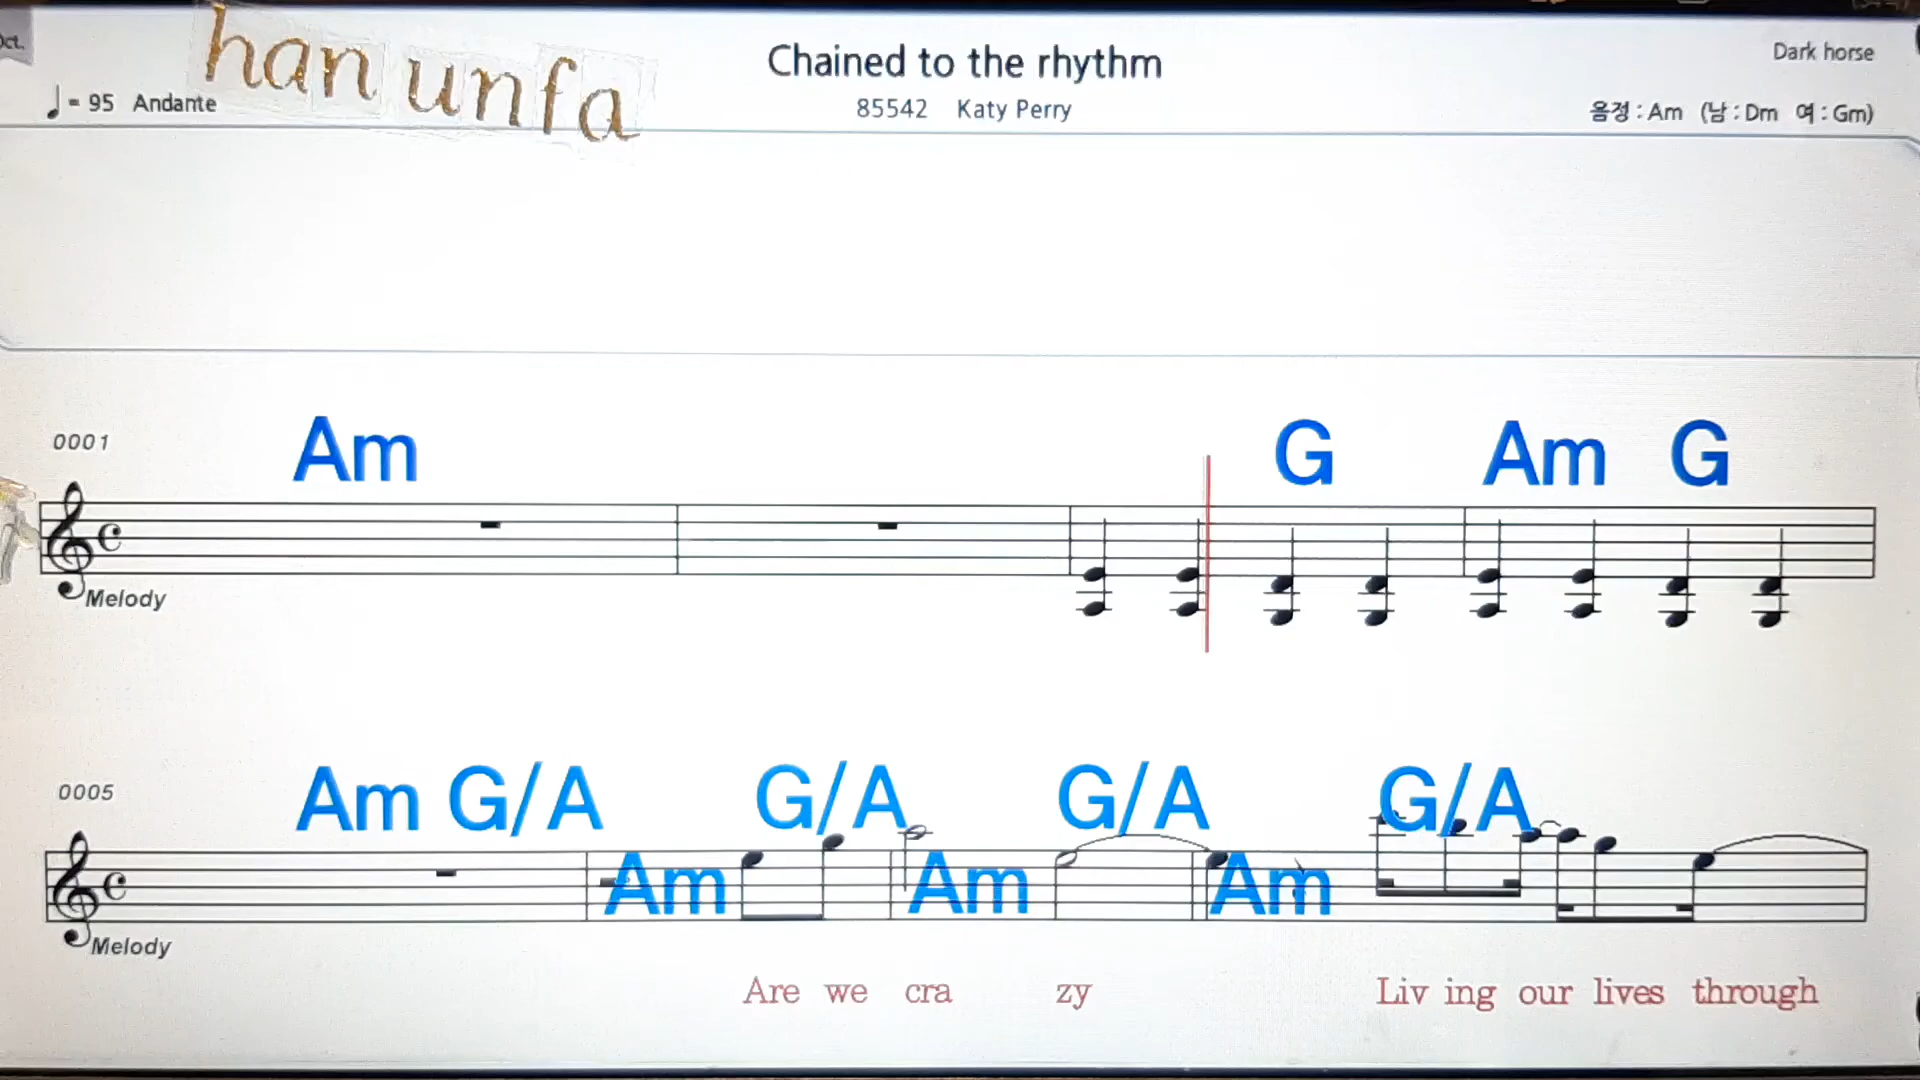 han unfa
Chained to the rhythm
Dark horse
= 95 Andante
85542 Katy Perry
음정 : Am (남 : Dm 여 : Gm)
0001
Am G Am G
Melody
0005
Am G/A G/A G/A G/A
Am Am Am
Melody
Are we cra zy Liv ing our lives through